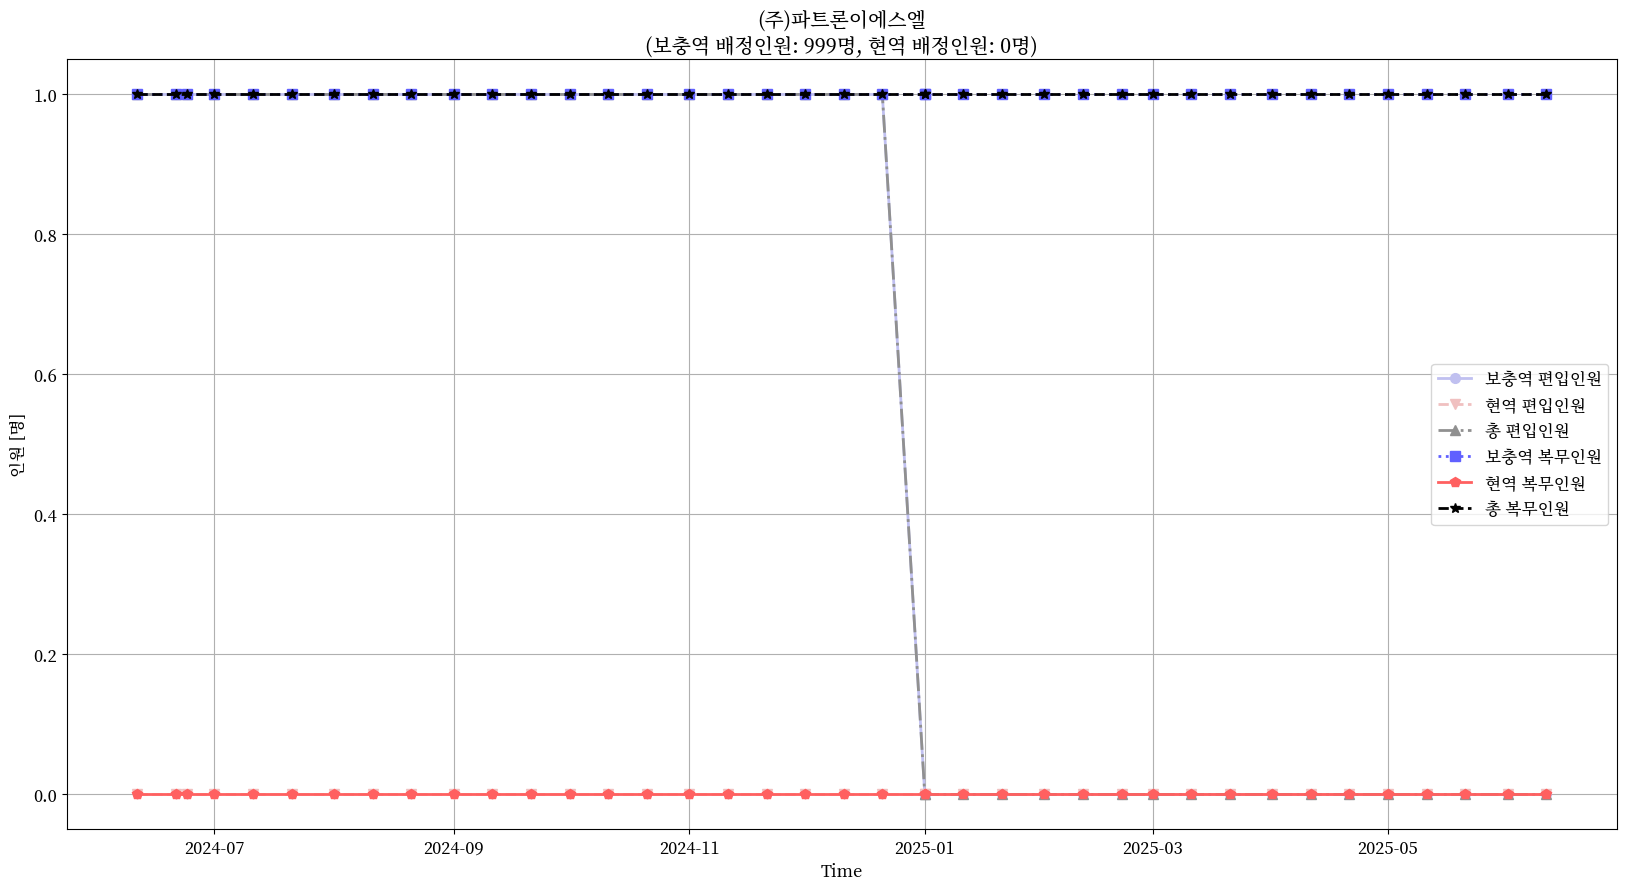 (주)파트론이에스엘
(보충역 배정인원: 999명, 현역 배정인원: 0명)
1.0
0.8
0.6
0.4
0.2
0.0
인원 [명]
보충역 편입인원
현역 편입인원
총 편입인원
보충역 복무인원
현역 복무인원
총 복무인원
2024-07
2024-09
2024-11
2025-01
2025-03
2025-05
Time